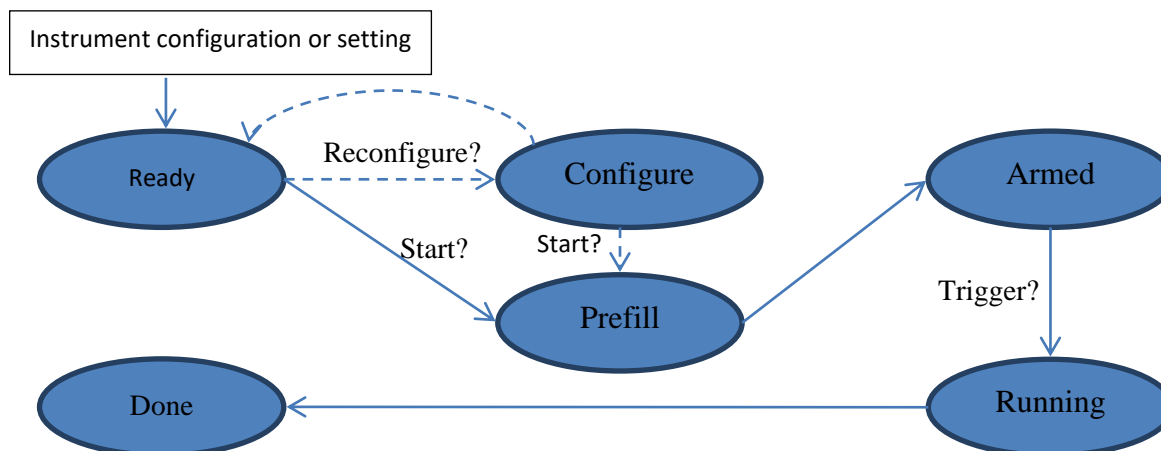 Instrument configuration or setting
Reconfigure?
Ready
Configure
Armed
Start?
Start?
Prefill
Trigger?
Done
Running